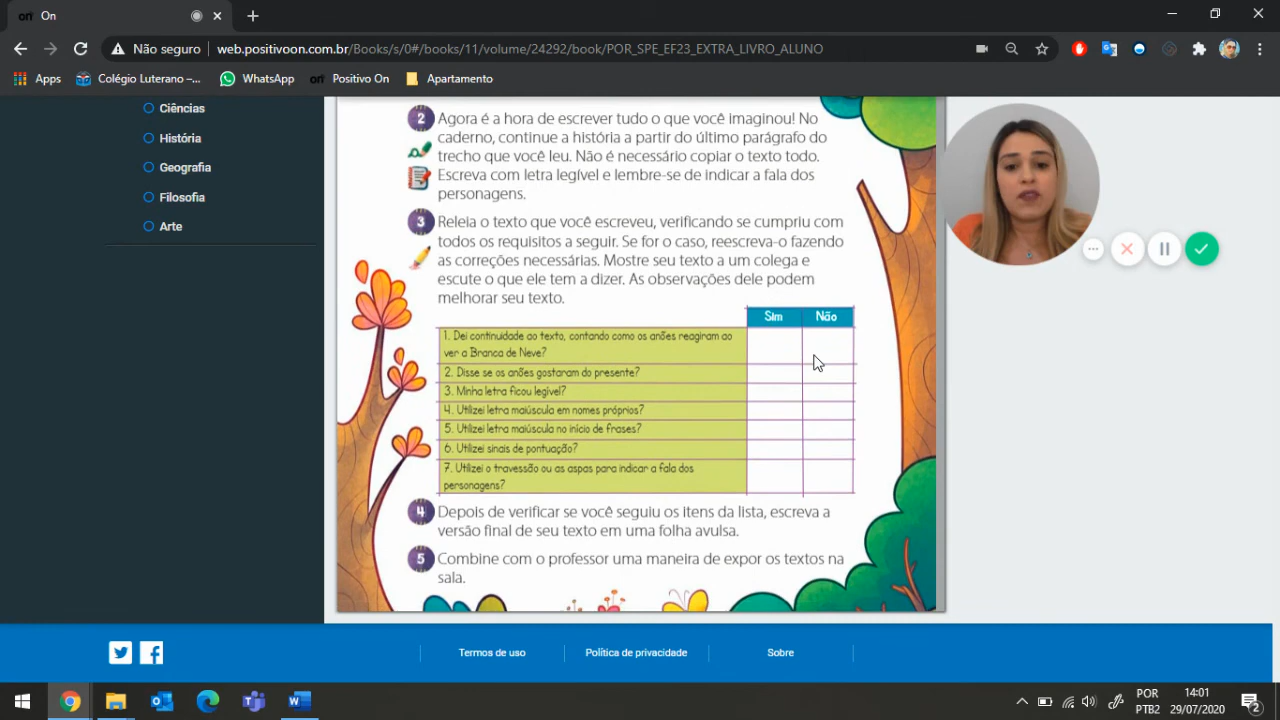 On
Não seguro
web.positivoon.com.br/Books/s/0#/books/11/volume/24292/book/POR_SPE_EF23_EXTRA_LIVRO_ALUNO
Apps
Colégio Luterano –...
WhatsApp
on
Positivo On
Apartamento
Ciências
História
Geografia
Filosofia
Arte
2 Agora é a hora de escrever tudo o que você imaginou! No
caderno, continue a história a partir do último parágrafo do
trecho que você leu. Não é necessário copiar o texto todo.
Escreva com letra legível e lembre-se de indicar a fala dos
personagens.
3 Releia o texto que você escreveu, verificando se cumpriu com
todos os requisitos a seguir. Se for o caso, reescreva-o fazendo
as correções necessárias. Mostre seu texto a um colega e
escute o que ele tem a dizer. As observações dele podem
melhorar seu texto.
Sim Não
1. Dei continuidade ao texto, contando como os anões reagiram ao
ver a Branca de Neve?
2. Disse se os anões gostaram do presente?
3. Minha letra ficou legível?
4. Utilizei letra maiúscula em nomes próprios?
5. Utilizei letra maiúscula no início de frases?
6. Utilizei sinais de pontuação?
7. Utilizei o travessão ou as aspas para indicar a fala dos
personagens?
4 Depois de verificar se você seguiu os itens da lista, escreva a
versão final de seu texto em uma folha avulsa.
5 Combine com o professor uma maneira de expor os textos na
sala.
Termos de uso
Política de privacidade
Sobre
POR
PTB2
14:01
29/07/2020
2